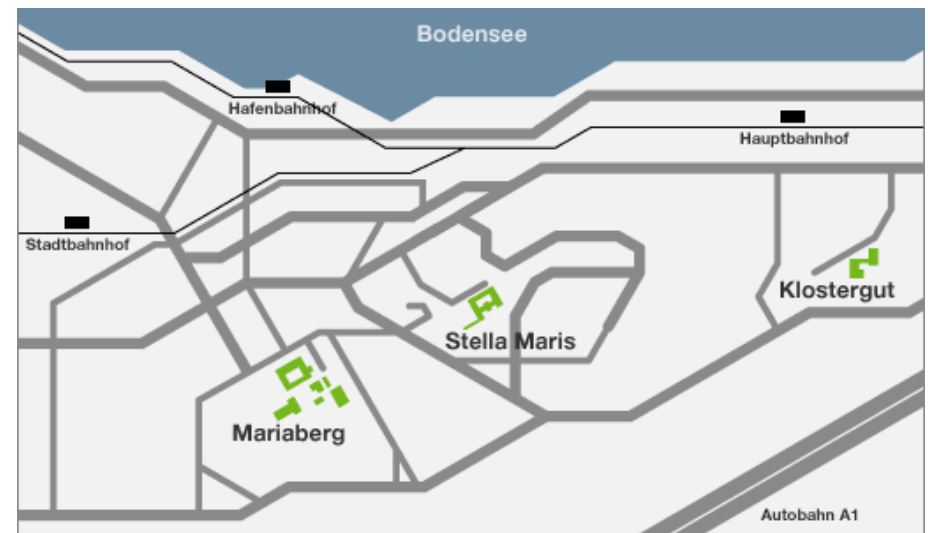 Bodensee
Hafenbahnhof
Hauptbahnhof
Stadtbahnhof
Klostergut
Stella Maris
Mariaberg
Autobahn A1